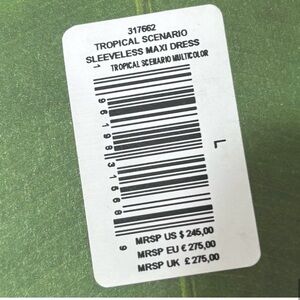 317662
TROPICAL SCENARIO
SLEEVELESS MAXI DRESS
TROPICAL SCENARIO MULTICOLOR
L
MRSP US $ 245,00
MRSP EU € 275,00
MRSP UK £ 275,00